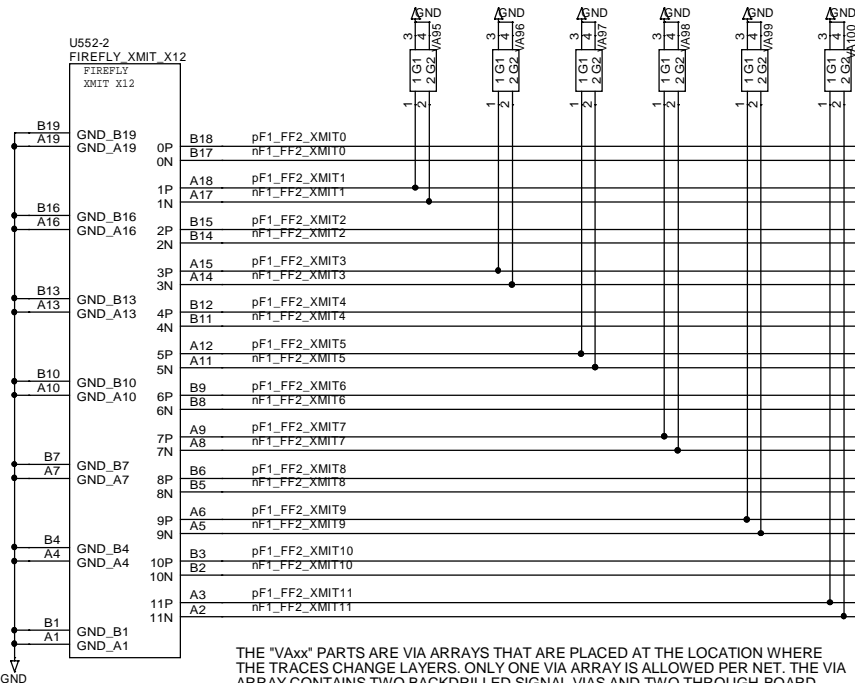 GND GND GND GND GND GND
3 4 VA95 3 4 VA96 3 4 VA97 3 4 VA98 3 4 VA99 3 4 VA100
1 G1 2 G2 1 G1 2 G2 1 G1 2 G2 1 G1 2 G2 1 G1 2 G2 1 G1 2 G2
1 2 1 2 1 2 1 2 1 2 1 2
U552-2
FIREFLY_XMIT_X12
FIREFLY
XMIT X12
B19 GND_B19
A19 GND_A19
0P B18 pF1_FF2_XMIT0
0N B17 nF1_FF2_XMIT0
1P A18 pF1_FF2_XMIT1
1N A17 nF1_FF2_XMIT1
B16 GND_B16
A16 GND_A16
2P B15 pF1_FF2_XMIT2
2N B14 nF1_FF2_XMIT2
3P A15 pF1_FF2_XMIT3
3N A14 nF1_FF2_XMIT3
B13 GND_B13
A13 GND_A13
4P B12 pF1_FF2_XMIT4
4N B11 nF1_FF2_XMIT4
5P A12 pF1_FF2_XMIT5
5N A11 nF1_FF2_XMIT5
B10 GND_B10
A10 GND_A10
6P B9 pF1_FF2_XMIT6
6N B8 nF1_FF2_XMIT6
7P A9 pF1_FF2_XMIT7
7N A8 nF1_FF2_XMIT7
B7 GND_B7
A7 GND_A7
8P B6 pF1_FF2_XMIT8
8N B5 nF1_FF2_XMIT8
9P A6 pF1_FF2_XMIT9
9N A5 nF1_FF2_XMIT9
B4 GND_B4
A4 GND_A4
10P B3 pF1_FF2_XMIT10
10N B2 nF1_FF2_XMIT10
11P A3 pF1_FF2_XMIT11
11N A2 nF1_FF2_XMIT11
B1 GND_B1
A1 GND_A1
GND
THE "VAxx" PARTS ARE VIA ARRAYS THAT ARE PLACED AT THE LOCATION WHERE
THE TRACES CHANGE LAYERS. ONLY ONE VIA ARRAY IS ALLOWED PER NET. THE VIA
ARRAY CONTAINS TWO BACKDRILLED SIGNAL VIAS AND TWO THROUGH-BOARD